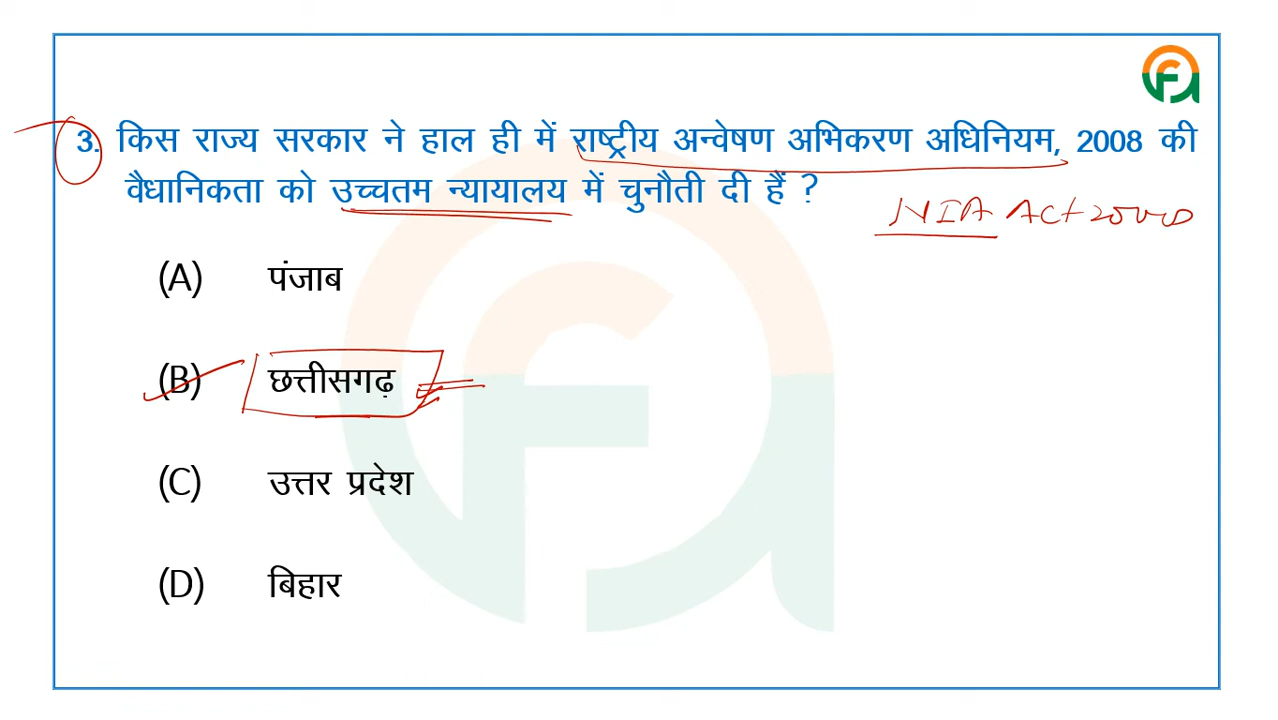 3. किस राज्य सरकार ने हाल ही में राष्ट्रीय अन्वेषण अभिकरण अधिनियम, 2008 की
वैधानिकता को उच्चतम न्यायालय में चुनौती दी हैं ?
NIA Act 2008
(A) पंजाब
(B) छत्तीसगढ़
(C) उत्तर प्रदेश
(D) बिहार